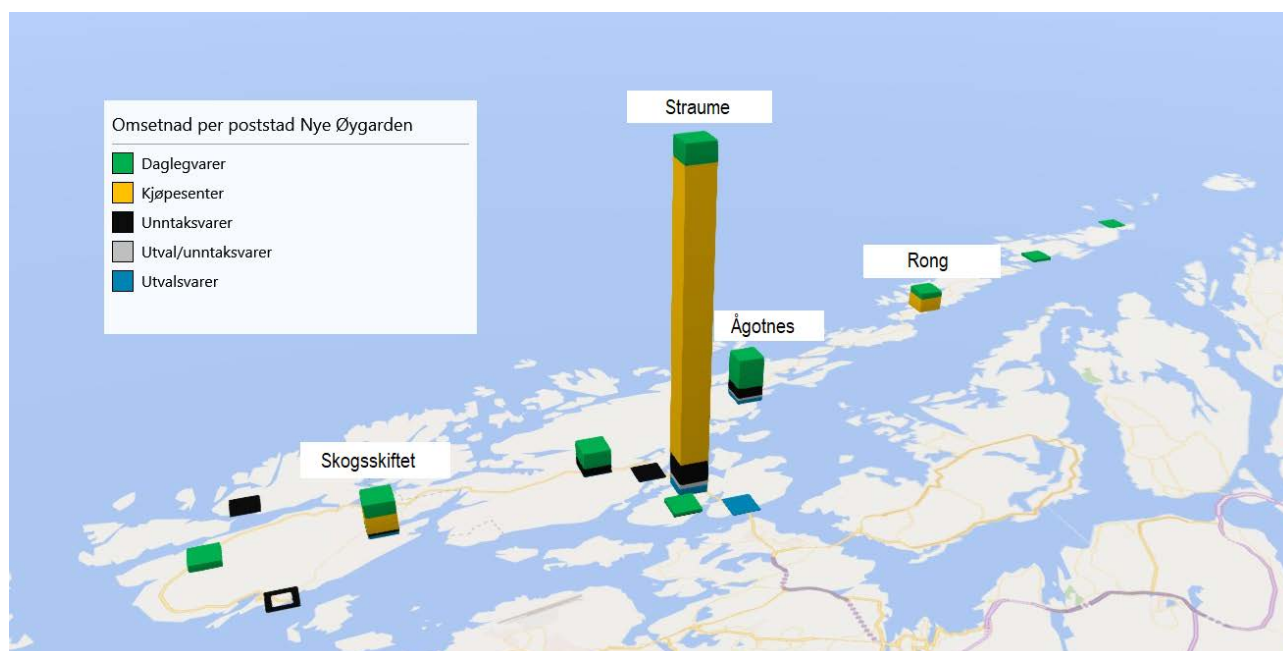 Omsetnad per poststad Nye Øygarden
Daglegvarer
Kjøpesenter
Unntaksvarer
Utval/unntaksvarer
Utvalsvarer
Straume
Rong
Ågotnes
Skogsskiftet